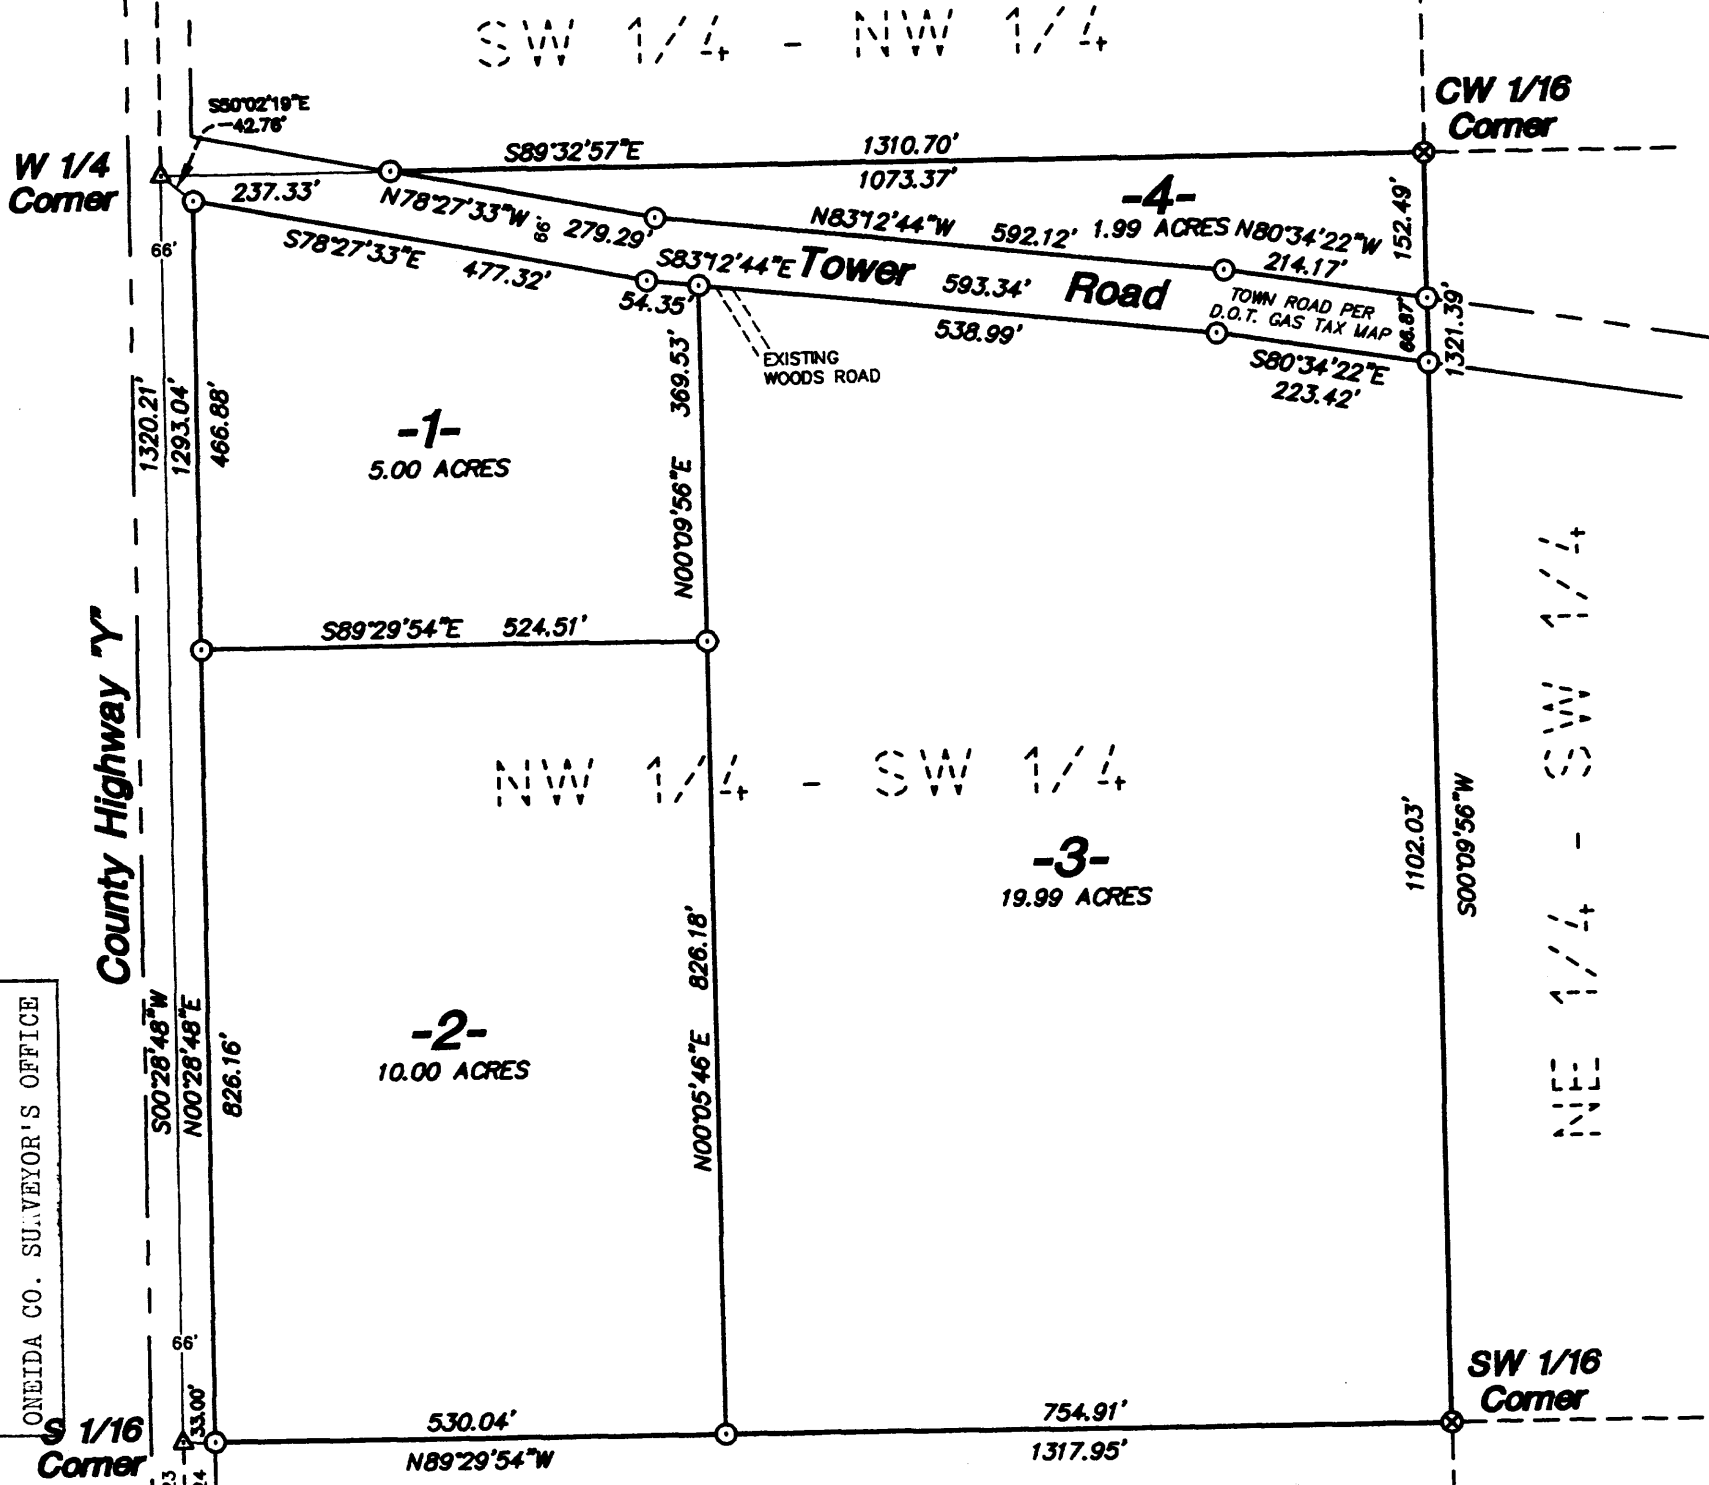 SW 1/4 - NW 1/4
CW 1/16
Corner
S50°02'19"E
42.76'
W 1/4
Corner
S89°32'57"E
1310.70'
1073.37'
237.33'
N78°27'33"W
66'
279.29'
N83°12'44"W
592.12'
-4-
1.99 ACRES
N80°34'22"W
214.17'
152.49'
66'
S78°27'33"E
477.32'
S83°12'44"E
54.35'
Tower Road
593.34'
538.99'
TOWN ROAD PER
D.O.T. GAS TAX MAP
66.87'
1321.39'
S80°34'22"E
223.42'
EXISTING
WOODS ROAD
1320.21'
1293.04'
466.88'
-1-
5.00 ACRES
369.53'
N00°09'56"E
S89°29'54"E 524.51'
County Highway "Y"
NW 1/4 - SW 1/4
NE 1/4 - SW 1/4
-3-
19.99 ACRES
1102.03'
S00°09'56"W
826.18'
N00°05'46"E
-2-
10.00 ACRES
S00°28'48"W
N00°28'48"E
826.16'
ONEIDA CO. SURVEYOR'S OFFICE
66'
33.00'
S 1/16
Corner
23
24
530.04'
N89°29'54"W
754.91'
1317.95'
SW 1/16
Corner